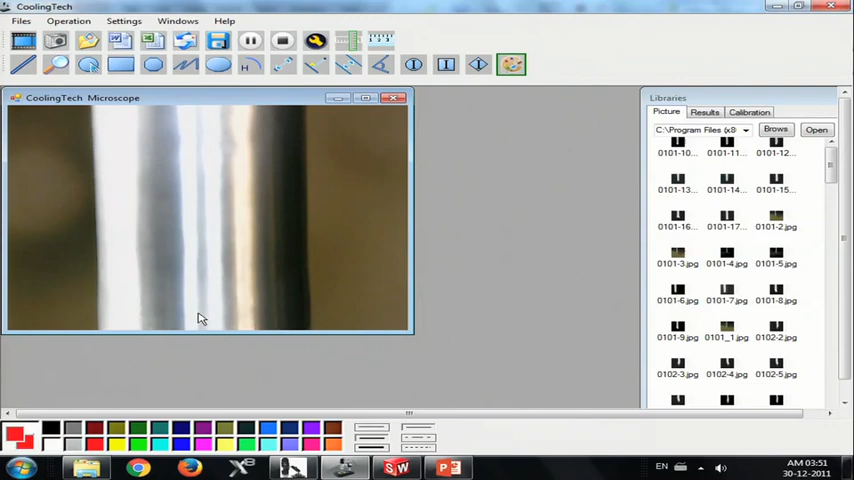 CoolingTech
Files Operation Settings Windows Help
CoolingTech Microscope
Libraries
Picture Results Calibration
C:\Program Files (x8 Brows Open
0101-10... 0101-11... 0101-12...
0101-13... 0101-14... 0101-15...
0101-16... 0101-17... 0101-2.jpg
0101-3.jpg 0101-4.jpg 0101-5.jpg
0101-6.jpg 0101-7.jpg 0101-8.jpg
0101-9.jpg 0101_1.jpg 0102-2.jpg
0102-3.jpg 0102-4.jpg 0102-5.jpg
EN AM 03:51
30-12-2011